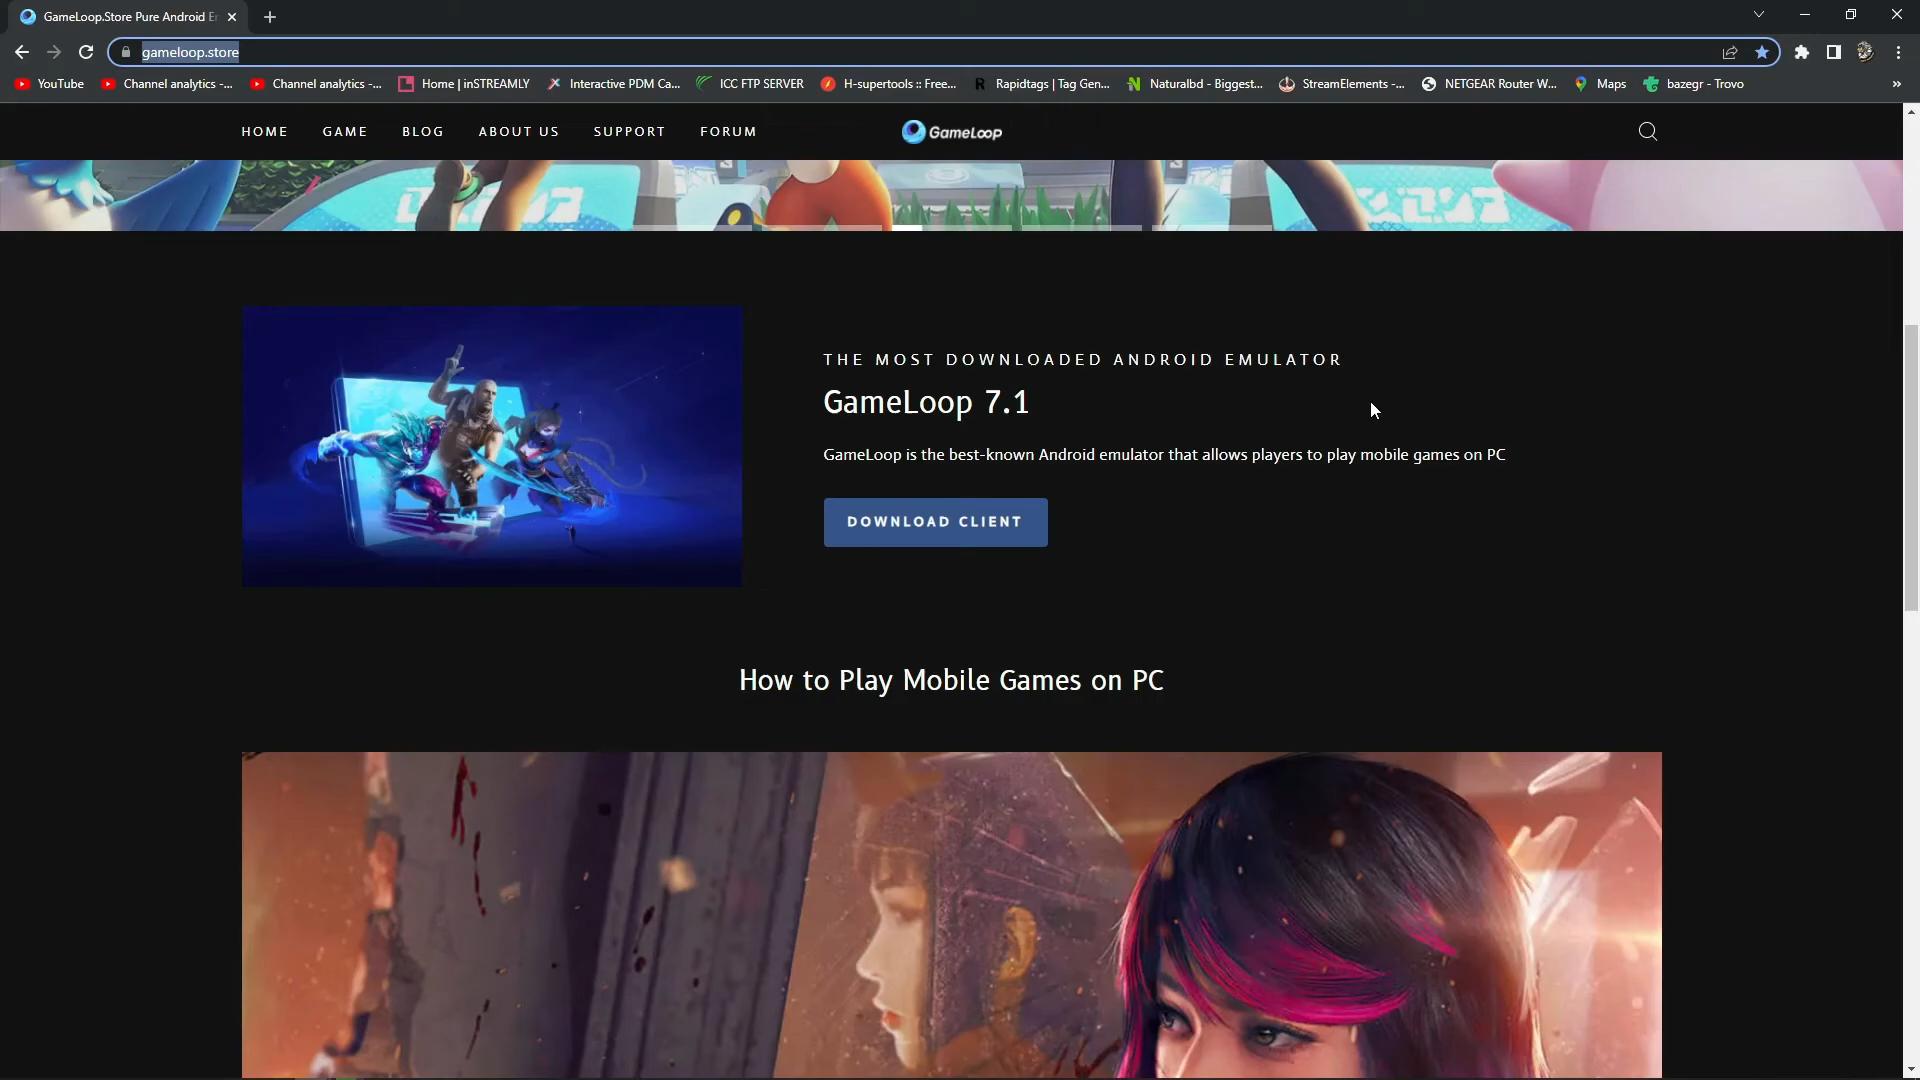 GameLoop.Store Pure Android Er
gameloop.store
YouTube
Channel analytics -...
Channel analytics -...
Home | inSTREAMLY
Interactive PDM Ca...
ICC FTP SERVER
H-supertools :: Free...
R Rapidtags | Tag Gen...
Naturalbd - Biggest...
StreamElements -...
NETGEAR Router W...
Maps
bazegr - Trovo
»
HOME
GAME
BLOG
ABOUT US
SUPPORT
FORUM
GameLoop
THE MOST DOWNLOADED ANDROID EMULATOR
GameLoop 7.1
GameLoop is the best-known Android emulator that allows players to play mobile games on PC
DOWNLOAD CLIENT
How to Play Mobile Games on PC